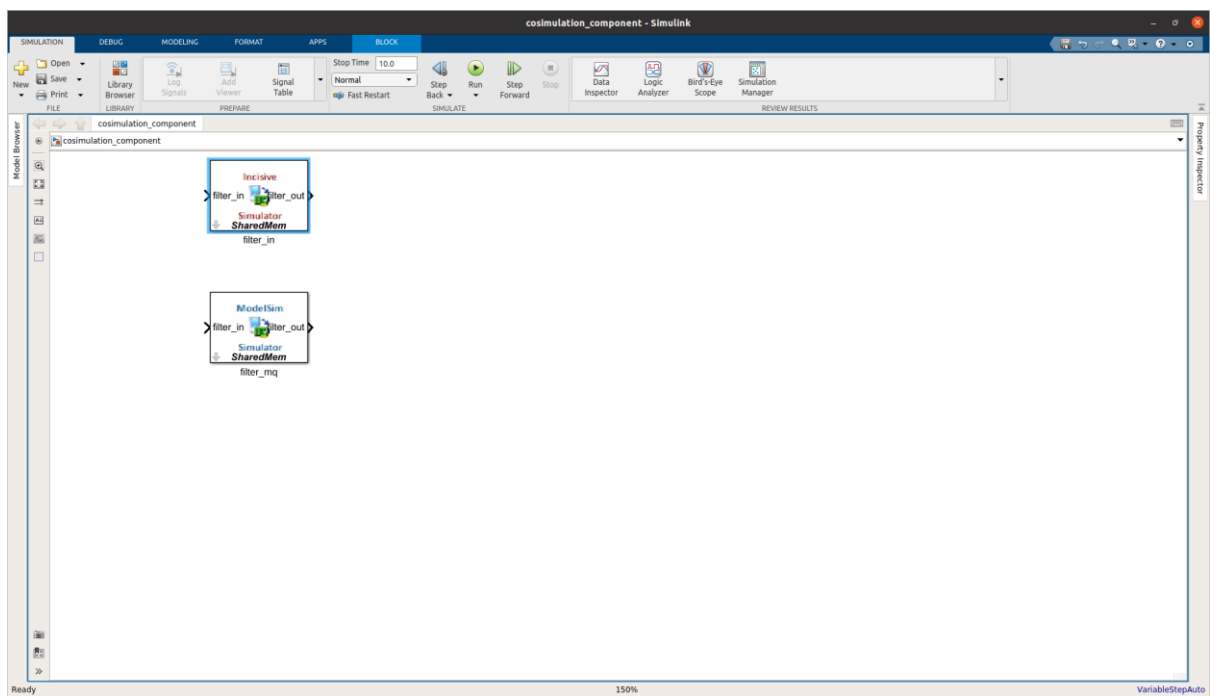 cosimulation_component - Simulink
SIMULATION DEBUG MODELING FORMAT APPS BLOCK
New
Open
Save
Print
FILE
Library Browser
LIBRARY
Log Signals
Add Viewer
Signal Table
PREPARE
Stop Time 10.0
Normal
Fast Restart
Step Back
Run
Step Forward
Stop
SIMULATE
Data Inspector
Logic Analyzer
Bird's-Eye Scope
Simulation Manager
REVIEW RESULTS
Model Browser
cosimulation_component
cosimulation_component
Property Inspector
Incisive
filter_in filter_out
Simulator
SharedMem
filter_in
ModelSim
filter_in filter_out
Simulator
SharedMem
filter_mq
Ready 150% VariableStepAuto